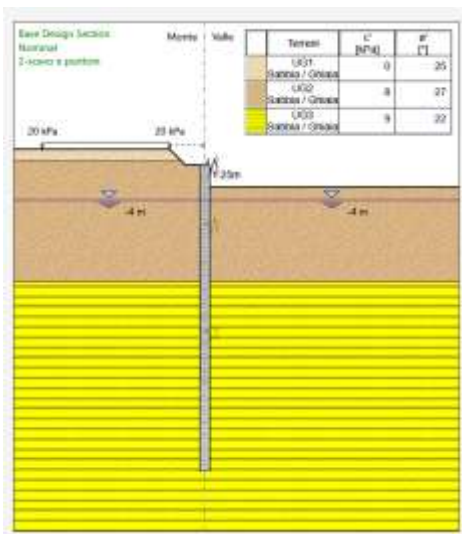 Base Design Section
Nominal
2-scavo e puntone
Monte Valle
Terreni c' [kPa] φ' [°]
UG1
Sabbia / Ghiaia 0 25
UG2
Sabbia / Ghiaia 8 27
UG3
Sabbia / Ghiaia 9 22
20 kPa 20 kPa
-4 m -4 m